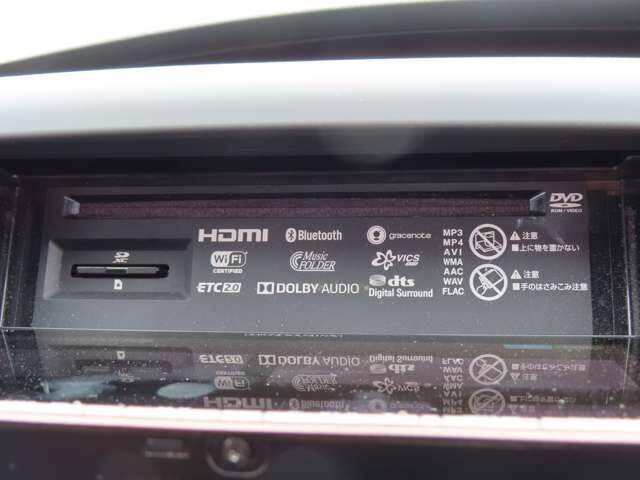 DVD
ROM / VIDEO
HDMI
Bluetooth
gracenote
MP3
MP4
AVI
WMA
AAC
WAV
FLAC
⚠注意
■上に物を置かない
⚠注意
■手のはさみこみ注意
SD
XC
Wi Fi
CERTIFIED
Music
FOLDER
VICS
ETC2.0
DOLBY AUDIO
dts
Digital Surround